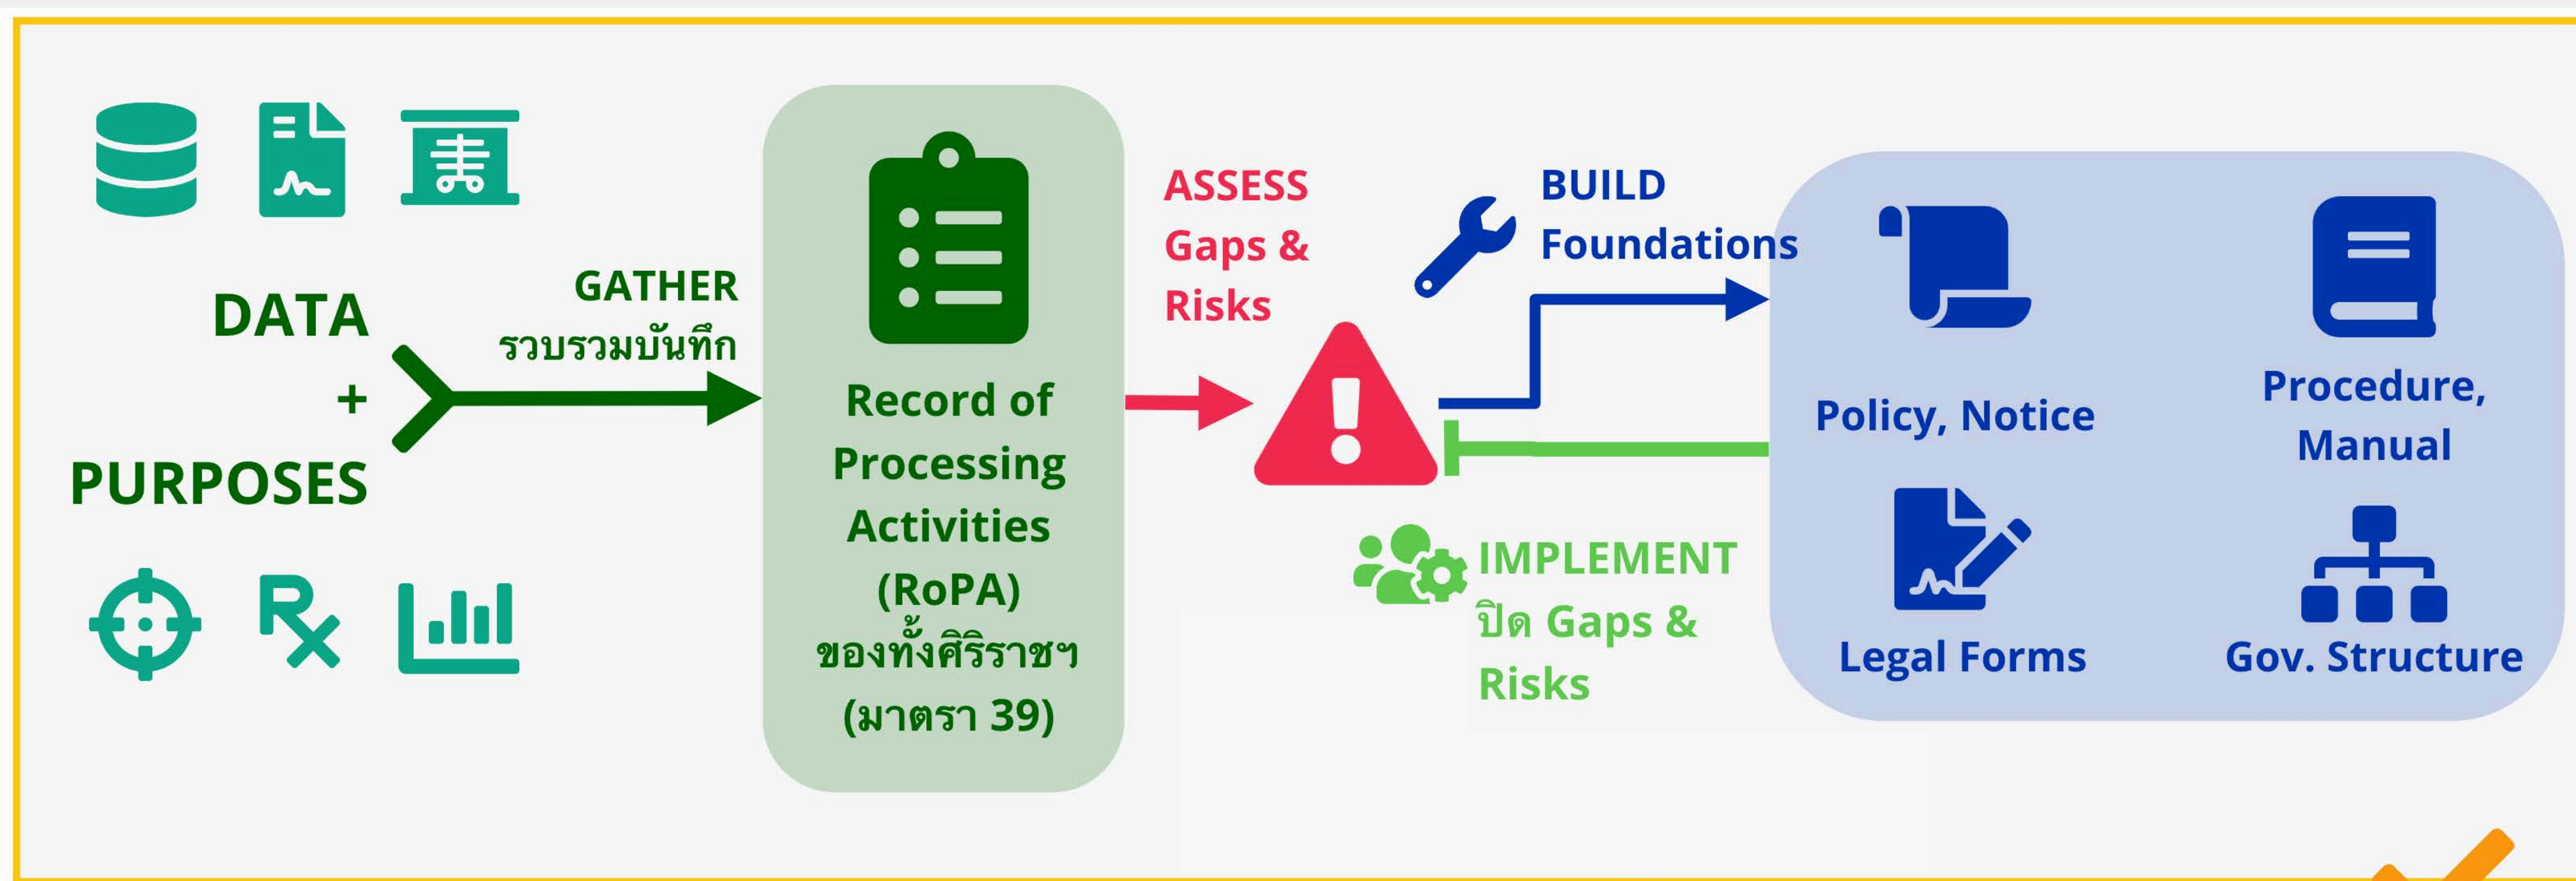 DATA
+
PURPOSES
GATHER
รวบรวมบันทึก
Record of
Processing
Activities
(RoPA)
ของทั้งศิริราชฯ
(มาตรา 39)
ASSESS
Gaps &
Risks
BUILD
Foundations
IMPLEMENT
ปิด Gaps &
Risks
Policy, Notice
Procedure,
Manual
Legal Forms
Gov. Structure